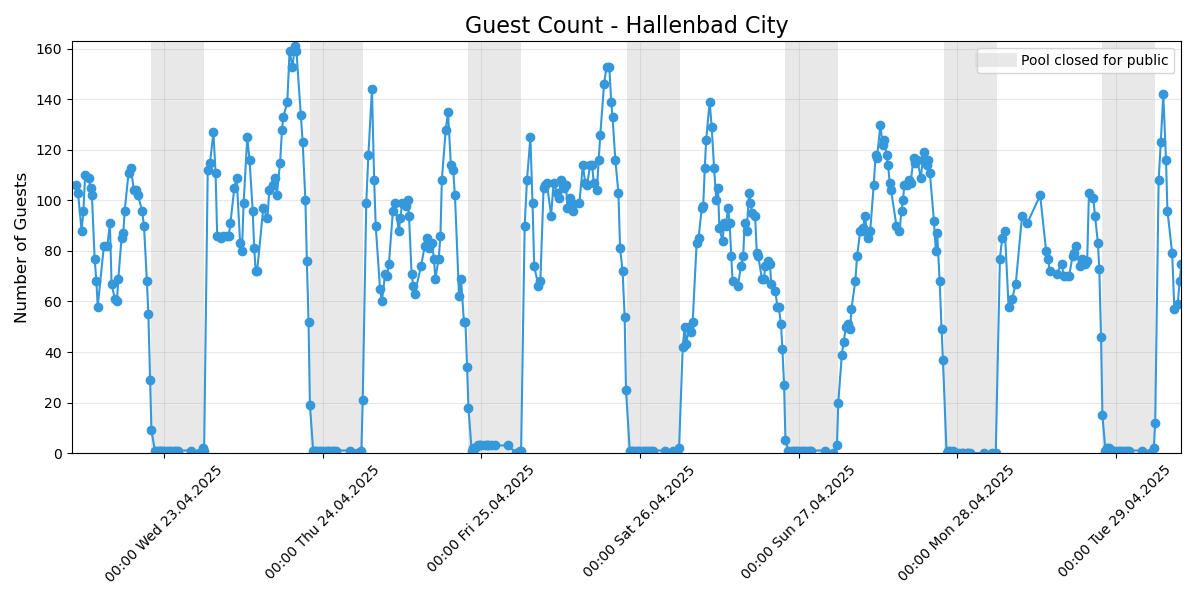 Guest Count - Hallenbad City
Pool closed for public
Number of Guests
160
140
120
100
80
60
40
20
0
00:00 Wed 23.04.2025
00:00 Thu 24.04.2025
00:00 Fri 25.04.2025
00:00 Sat 26.04.2025
00:00 Sun 27.04.2025
00:00 Mon 28.04.2025
00:00 Tue 29.04.2025